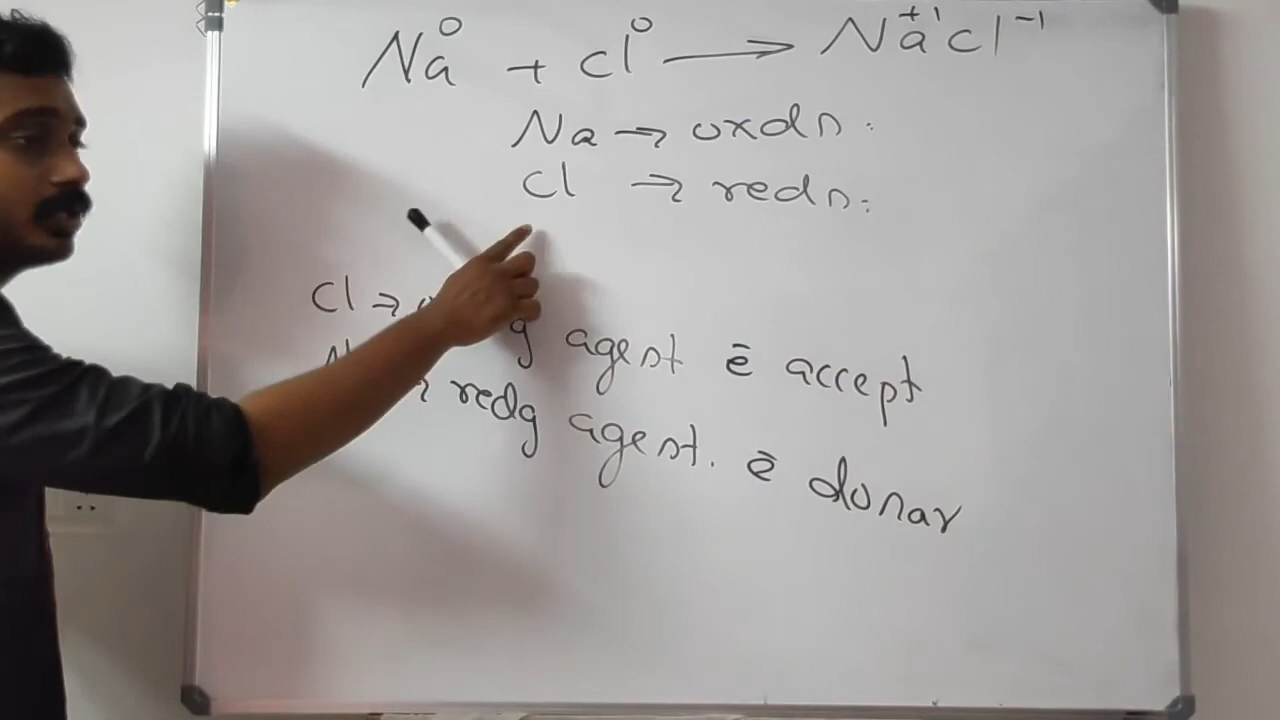 Na⁰ + Cl⁰ → Na⁺¹Cl⁻¹
Na → oxdn.
Cl → redn:
Cl → agent ē accept
→ redg agent. ē donar